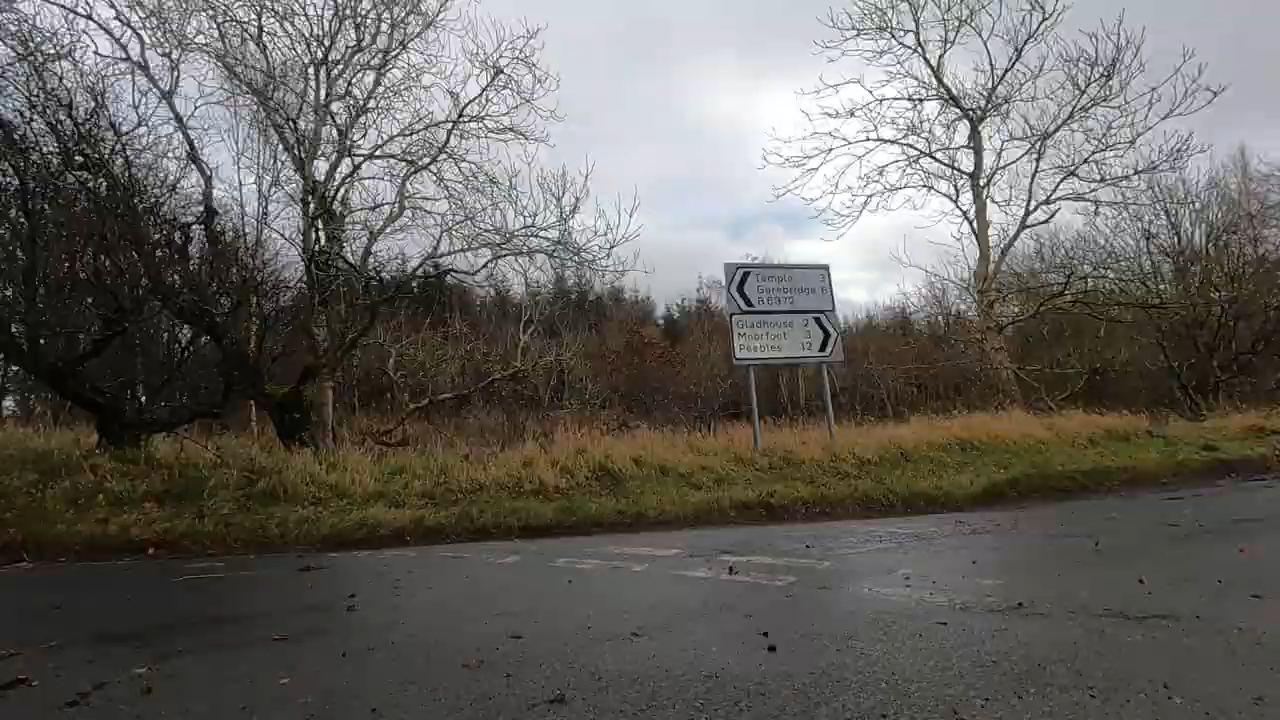 Temple 3
Gorebridge 6
B6372
Gladhouse 2
Moorfoot 3
Peebles 12